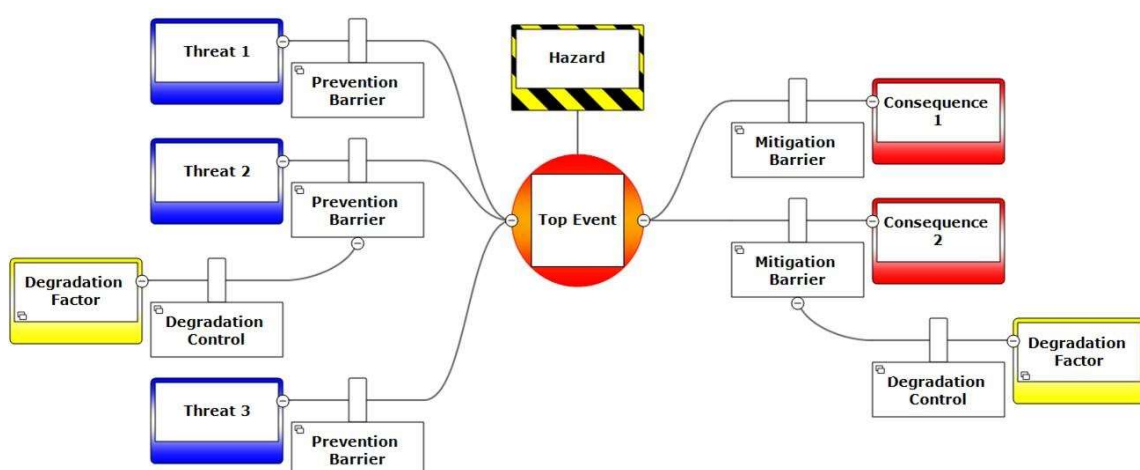 Threat 1
Prevention
Barrier
Hazard
Mitigation
Barrier
Consequence
1
Threat 2
Prevention
Barrier
Top Event
Mitigation
Barrier
Consequence
2
Degradation
Factor
Degradation
Control
Degradation
Control
Degradation
Factor
Threat 3
Prevention
Barrier